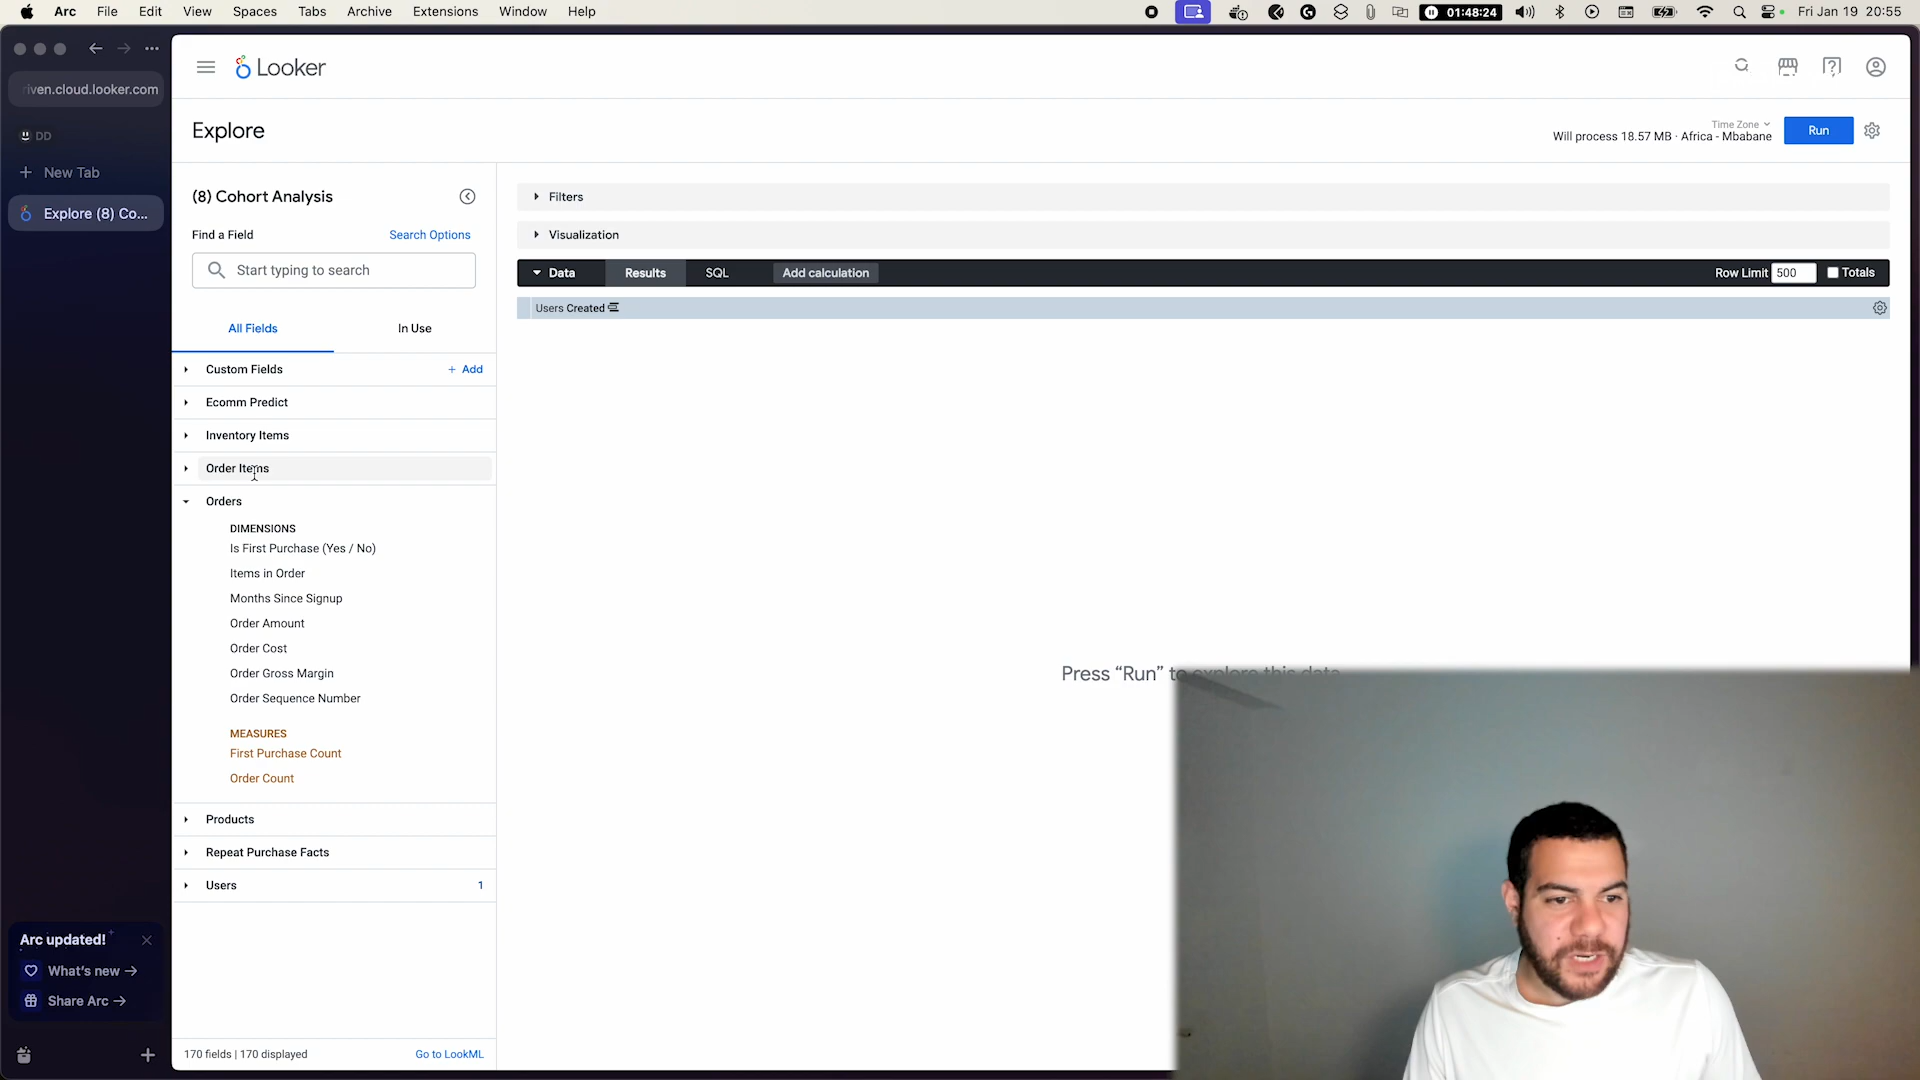 Arc File Edit View Spaces Tabs Archive Extensions Window Help
01:48:24 Fri Jan 19 20:55
riven.cloud.looker.com
DD
New Tab
Explore (8) Co...
Arc updated!
What's new →
Share Arc →
Looker
Explore
Time Zone
Will process 18.57 MB · Africa - Mbabane
Run
(8) Cohort Analysis
Find a Field
Search Options
Start typing to search
All Fields
In Use
Custom Fields
+ Add
Ecomm Predict
Inventory Items
Order Items
Orders
DIMENSIONS
Is First Purchase (Yes / No)
Items in Order
Months Since Signup
Order Amount
Order Cost
Order Gross Margin
Order Sequence Number
MEASURES
First Purchase Count
Order Count
Products
Repeat Purchase Facts
Users 1
170 fields | 170 displayed
Go to LookML
Filters
Visualization
Data Results SQL Add calculation Row Limit 500 Totals
Users Created
Press “Run” to explore this data